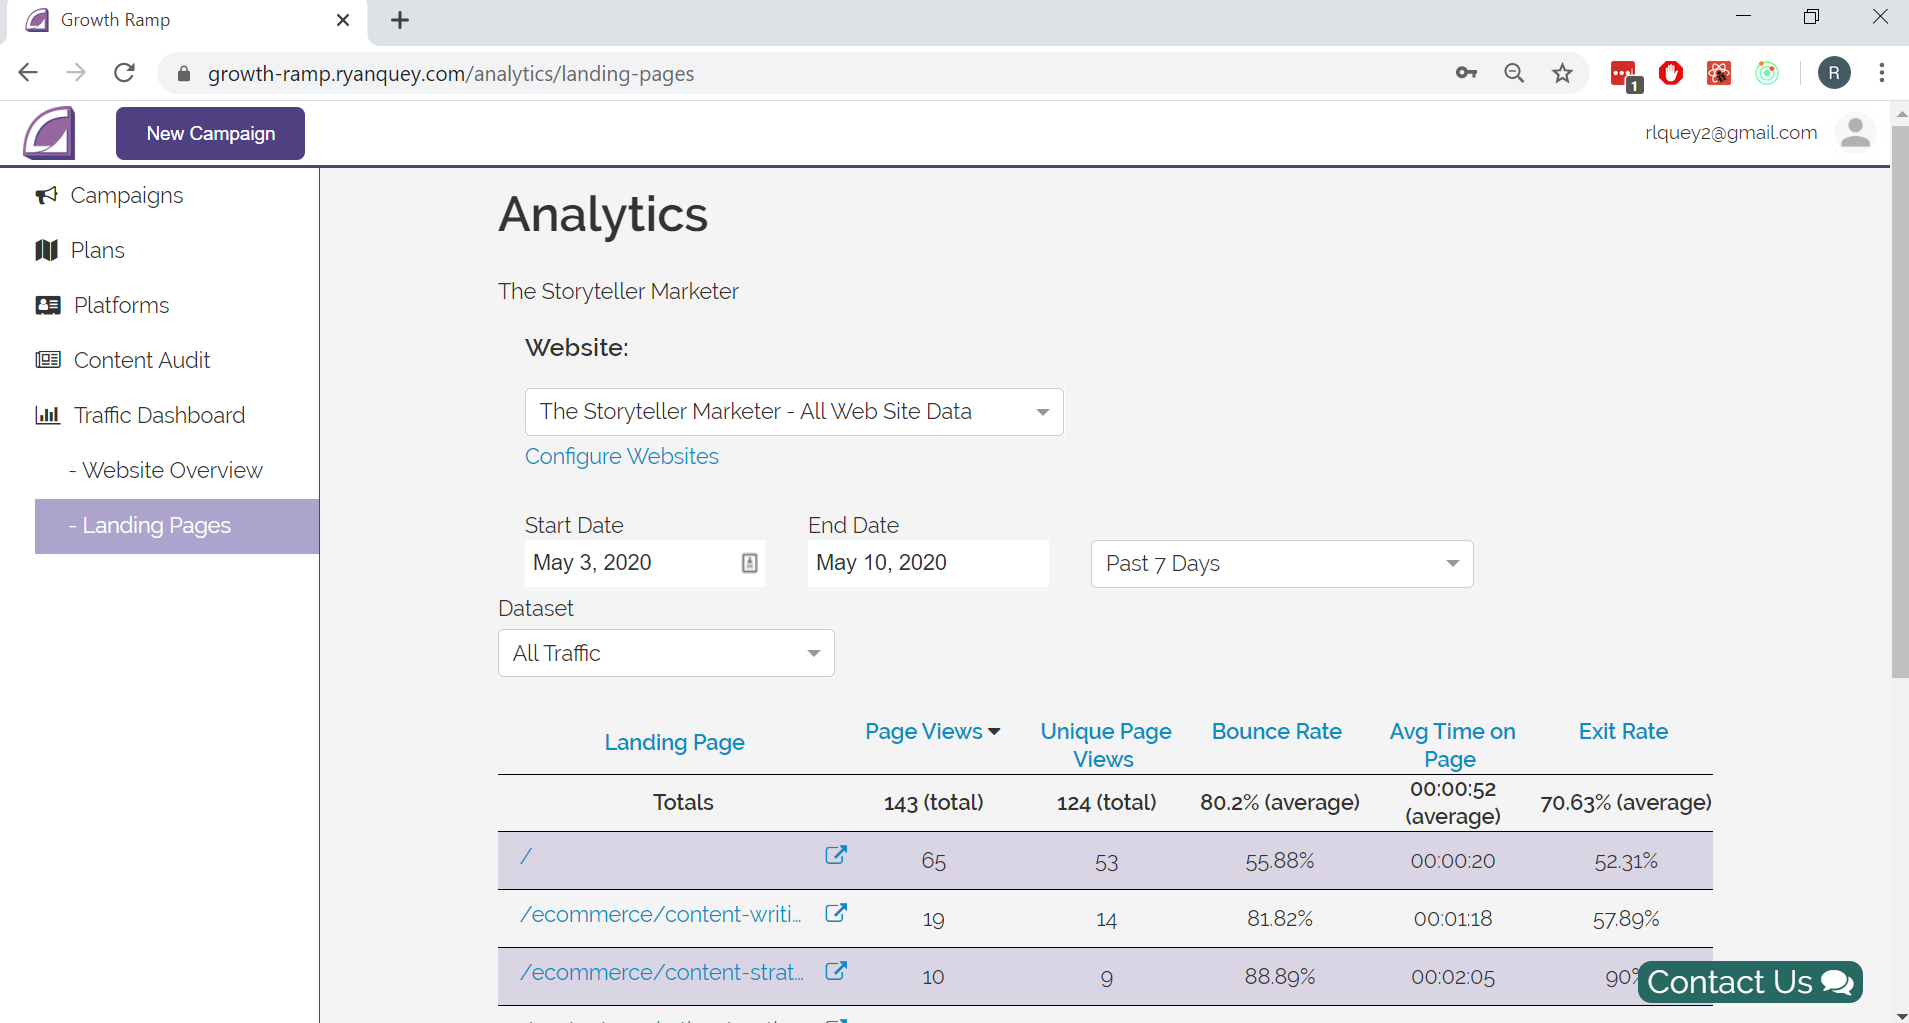 Growth Ramp
growth-ramp.ryanquey.com/analytics/landing-pages
1
R
New Campaign
rlquey2@gmail.com
Campaigns
Plans
Platforms
Content Audit
Traffic Dashboard
- Website Overview
- Landing Pages
Analytics
The Storyteller Marketer
Website:
The Storyteller Marketer - All Web Site Data
Configure Websites
Start Date End Date
May 3, 2020 May 10, 2020 Past 7 Days
Dataset
All Traffic
Landing Page Page Views Unique Page Views Bounce Rate Avg Time on Page Exit Rate
Totals 143 (total) 124 (total) 80.2% (average) 00:00:52 (average) 70.63% (average)
/ 65 53 55.88% 00:00:20 52.31%
/ecommerce/content-writi... 19 14 81.82% 00:01:18 57.89%
/ecommerce/content-strat... 10 9 88.89% 00:02:05 90%
Contact Us